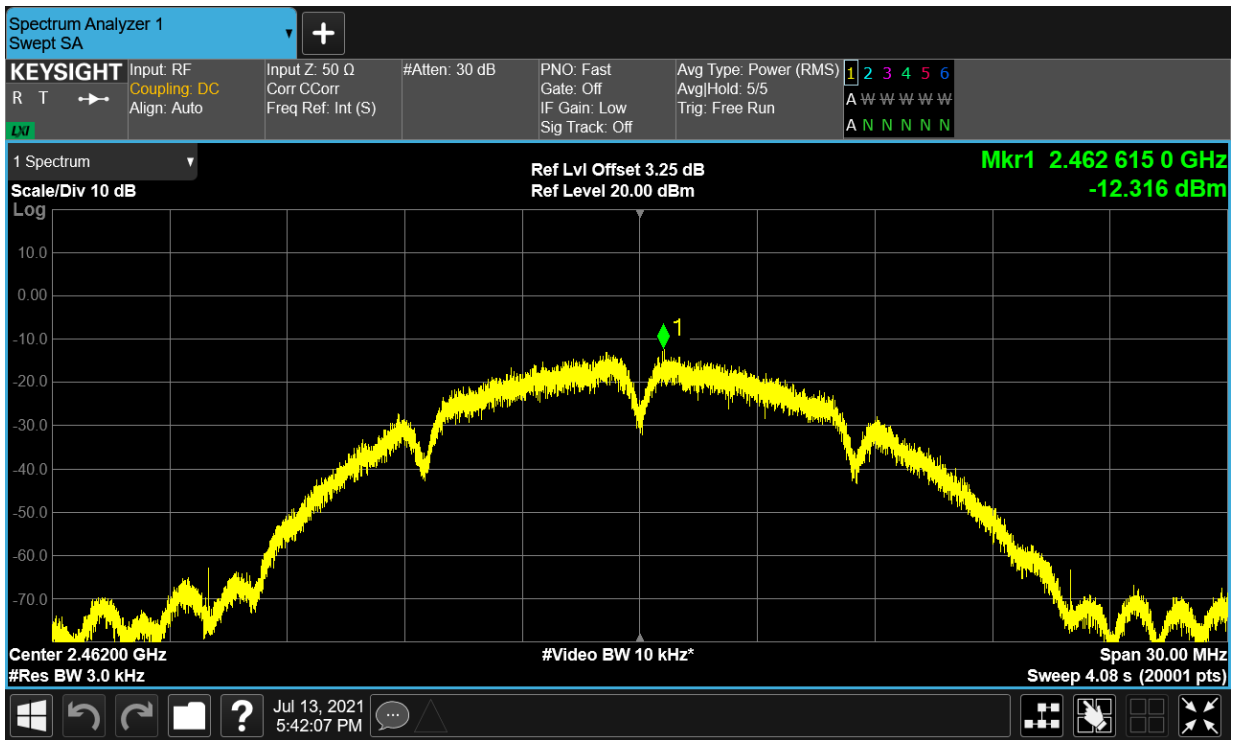 Spectrum Analyzer 1
Swept SA
KEYSIGHT
R T
LXI
Input: RF
Coupling: DC
Align: Auto
Input Z: 50 Ω
Corr CCorr
Freq Ref: Int (S)
#Atten: 30 dB
PNO: Fast
Gate: Off
IF Gain: Low
Sig Track: Off
Avg Type: Power (RMS)
Avg|Hold: 5/5
Trig: Free Run
1 2 3 4 5 6
A W W W W W
A N N N N N
1 Spectrum
Scale/Div 10 dB
Log
Ref Lvl Offset 3.25 dB
Ref Level 20.00 dBm
Mkr1 2.462 615 0 GHz
-12.316 dBm
10.0
0.00
-10.0
-20.0
-30.0
-40.0
-50.0
-60.0
-70.0
1
Center 2.46200 GHz
#Res BW 3.0 kHz
#Video BW 10 kHz*
Span 30.00 MHz
Sweep 4.08 s (20001 pts)
?
Jul 13, 2021
5:42:07 PM